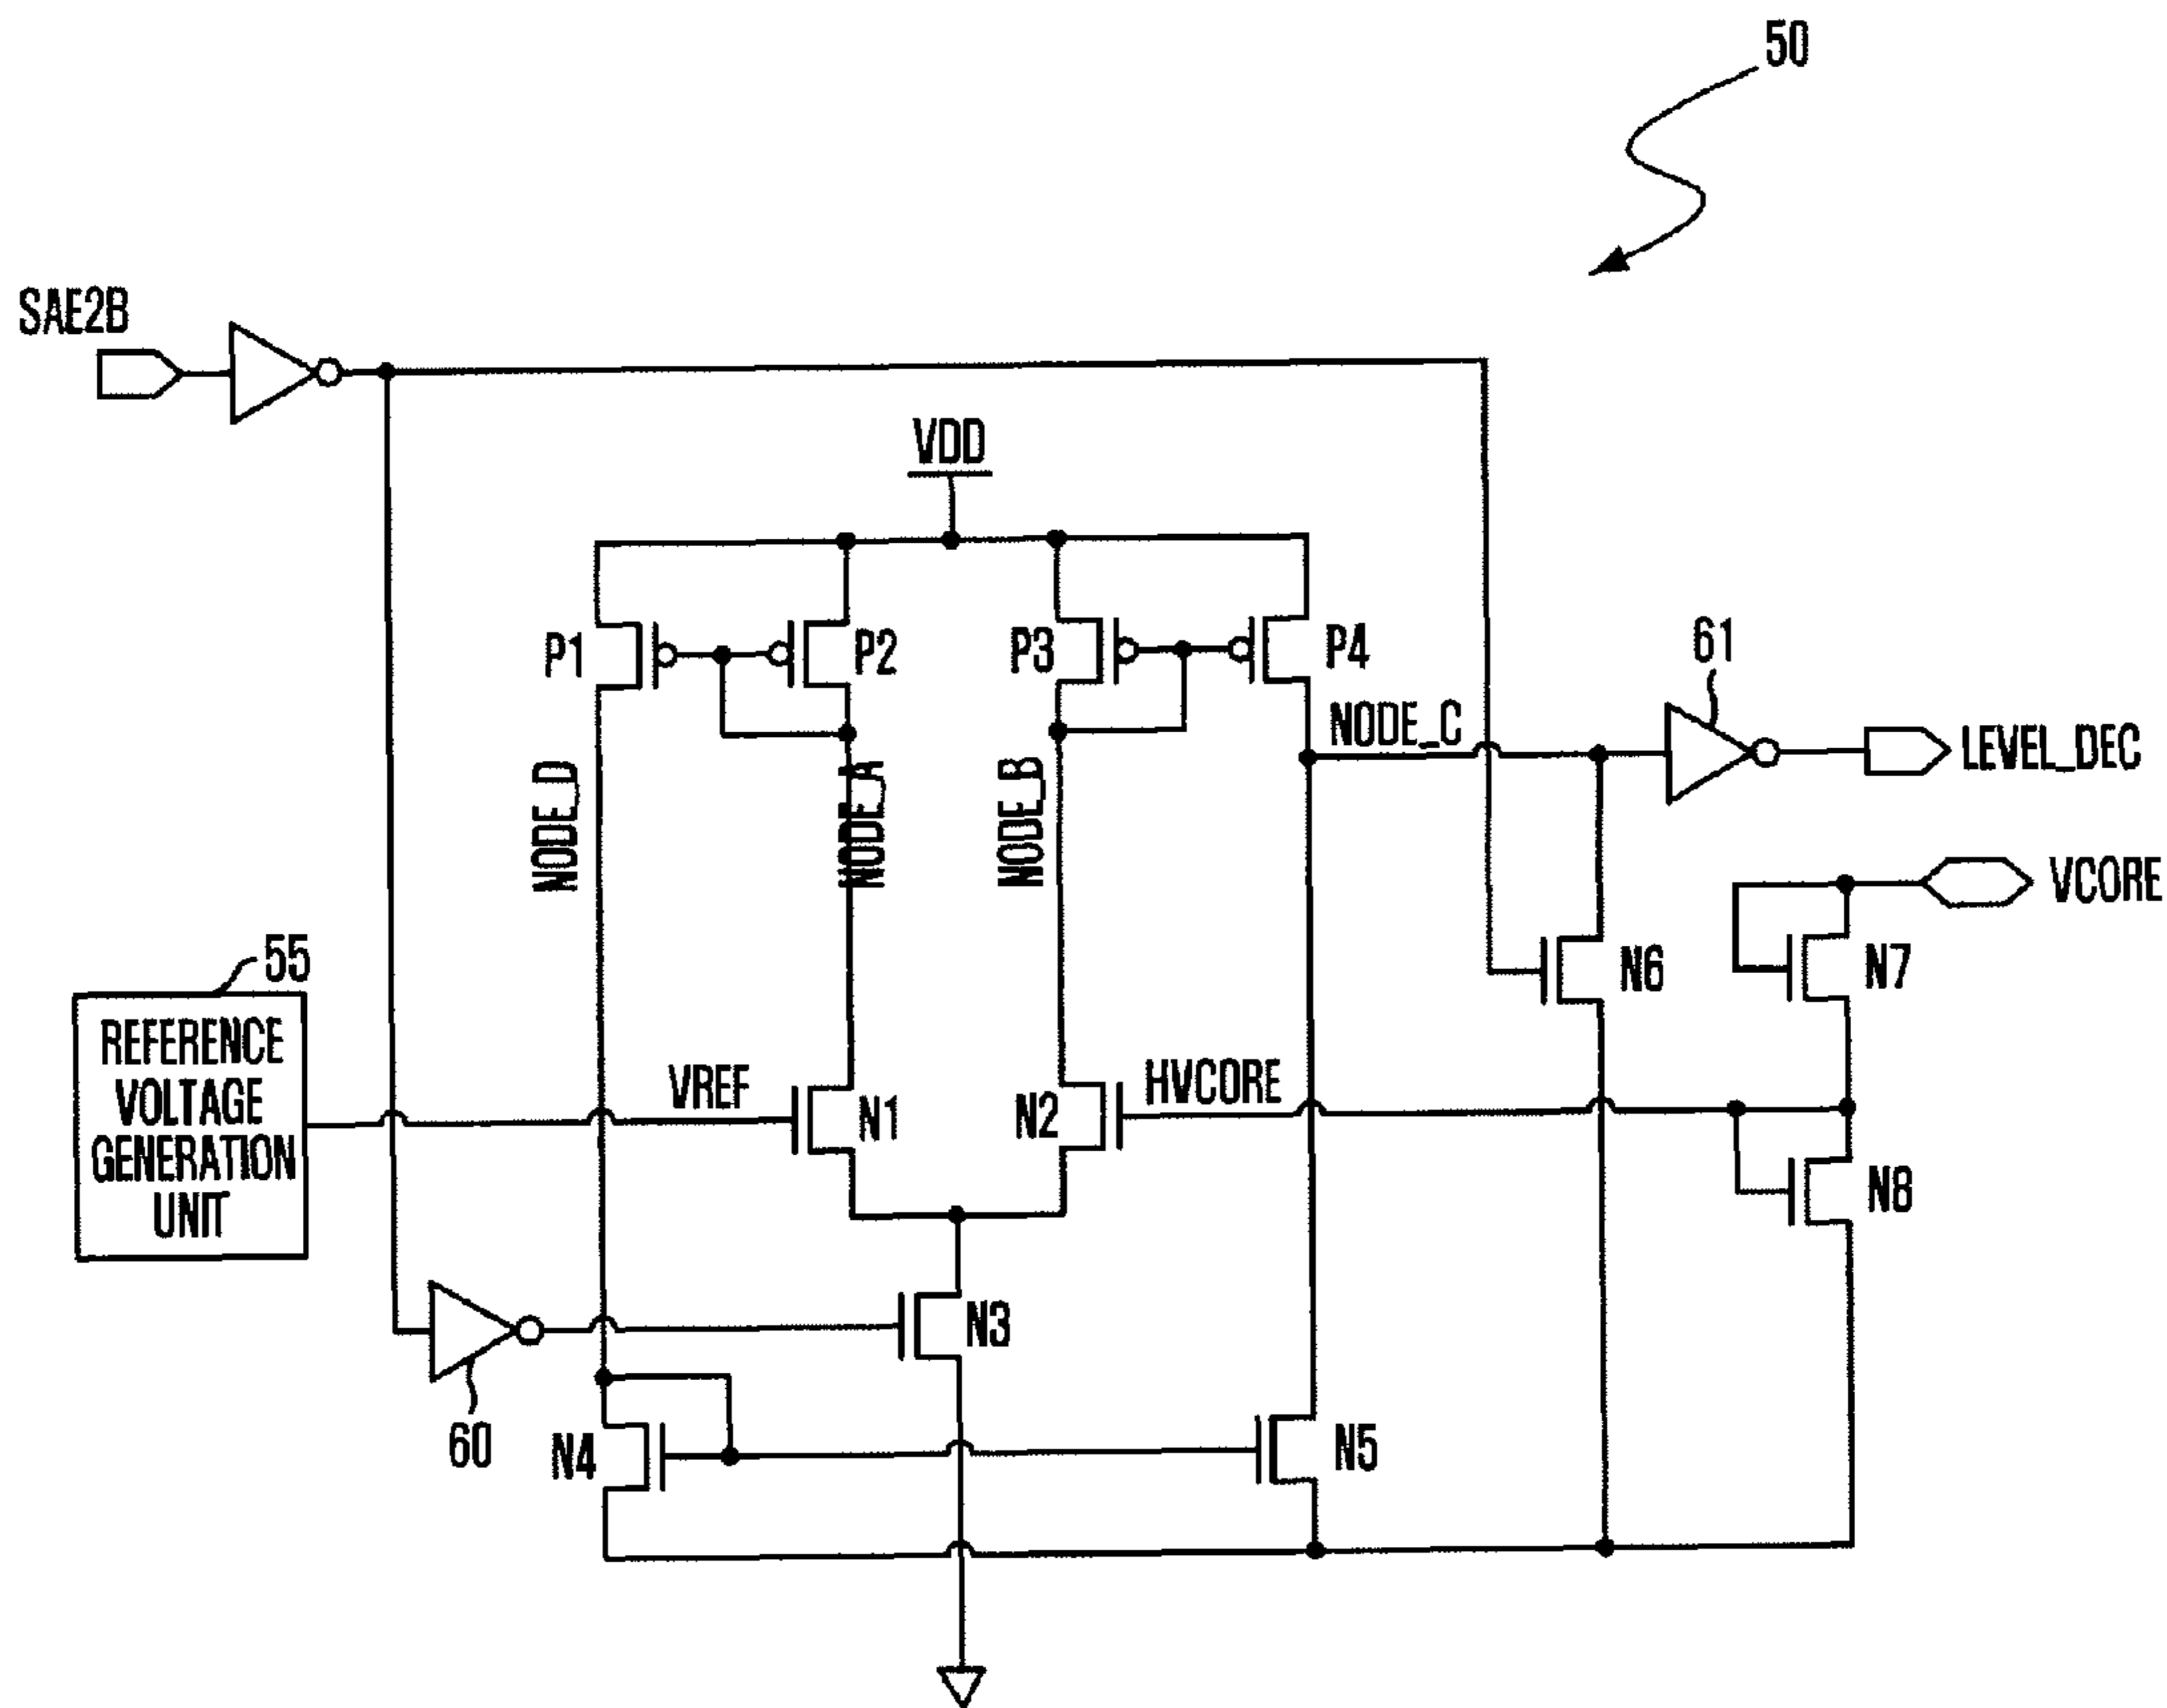 50
SAE2B
VDD
P1
P2
P3
P4
61
NODE_C
LEVEL_DEC
NODE_D
NODE_A
NODE_B
VCORE
55
N6
N7
REFERENCE
VOLTAGE
GENERATION
UNIT
VREF
N1
N2
HVCORE
N8
N3
60
N4
N5